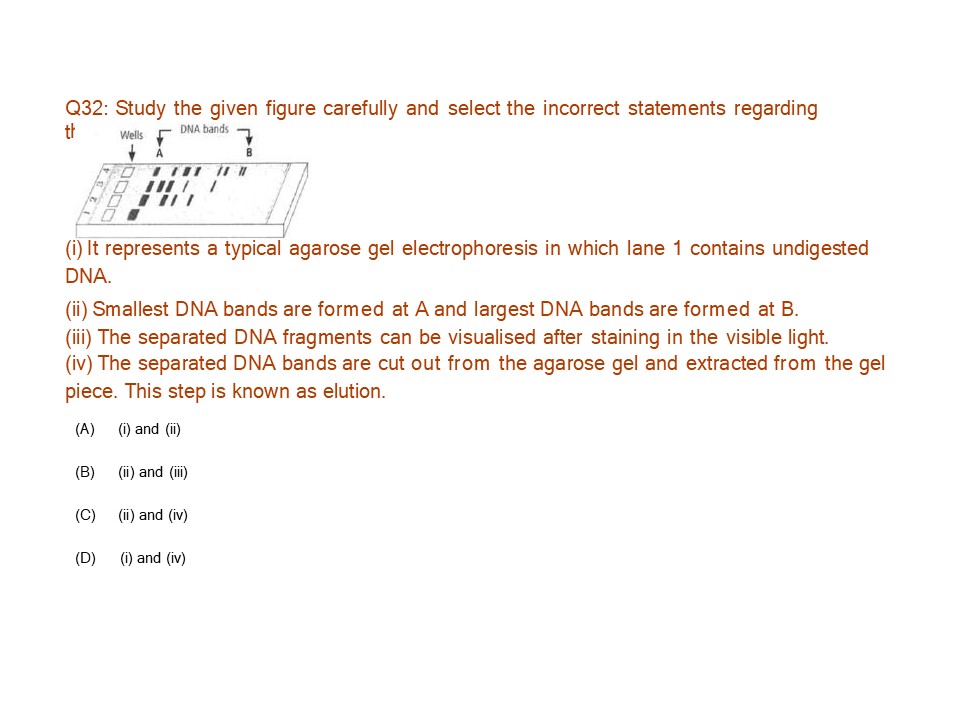 Q32: Study the given figure carefully and select the incorrect statements regarding
Wells
DNA bands
A
B
1 2 3 4
(i) It represents a typical agarose gel electrophoresis in which lane 1 contains undigested
DNA.
(ii) Smallest DNA bands are formed at A and largest DNA bands are formed at B.
(iii) The separated DNA fragments can be visualised after staining in the visible light.
(iv) The separated DNA bands are cut out from the agarose gel and extracted from the gel
piece. This step is known as elution.
(A) (i) and (ii)
(B) (ii) and (iii)
(C) (ii) and (iv)
(D) (i) and (iv)